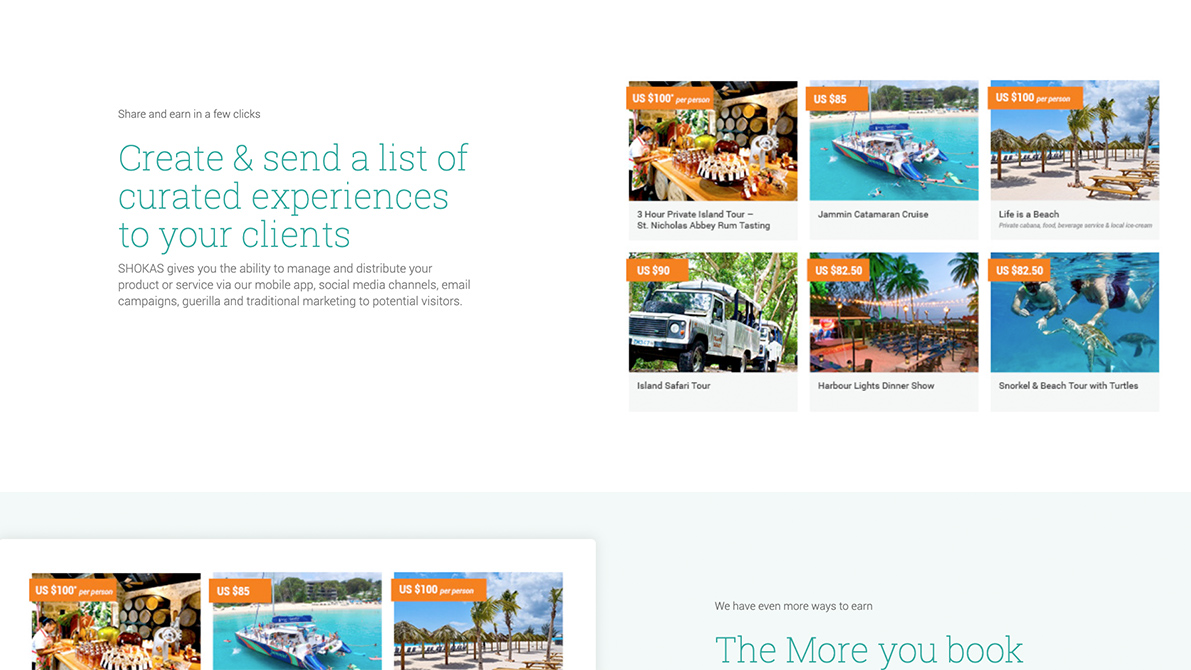 Share and earn in a few clicks
Create & send a list of
curated experiences
to your clients
SHOKAS gives you the ability to manage and distribute your
product or service via our mobile app, social media channels, email
campaigns, guerilla and traditional marketing to potential visitors.
US $100* per person
3 Hour Private Island Tour –
St. Nicholas Abbey Rum Tasting
US $85
Jammin Catamaran Cruise
US $100 per person
Life is a Beach
Private cabana, food, beverage service & local ice-cream
US $90
Island Safari Tour
US $82.50
Harbour Lights Dinner Show
US $82.50
Snorkel & Beach Tour with Turtles
US $100* per person
US $85
US $100 per person
We have even more ways to earn
The More you book